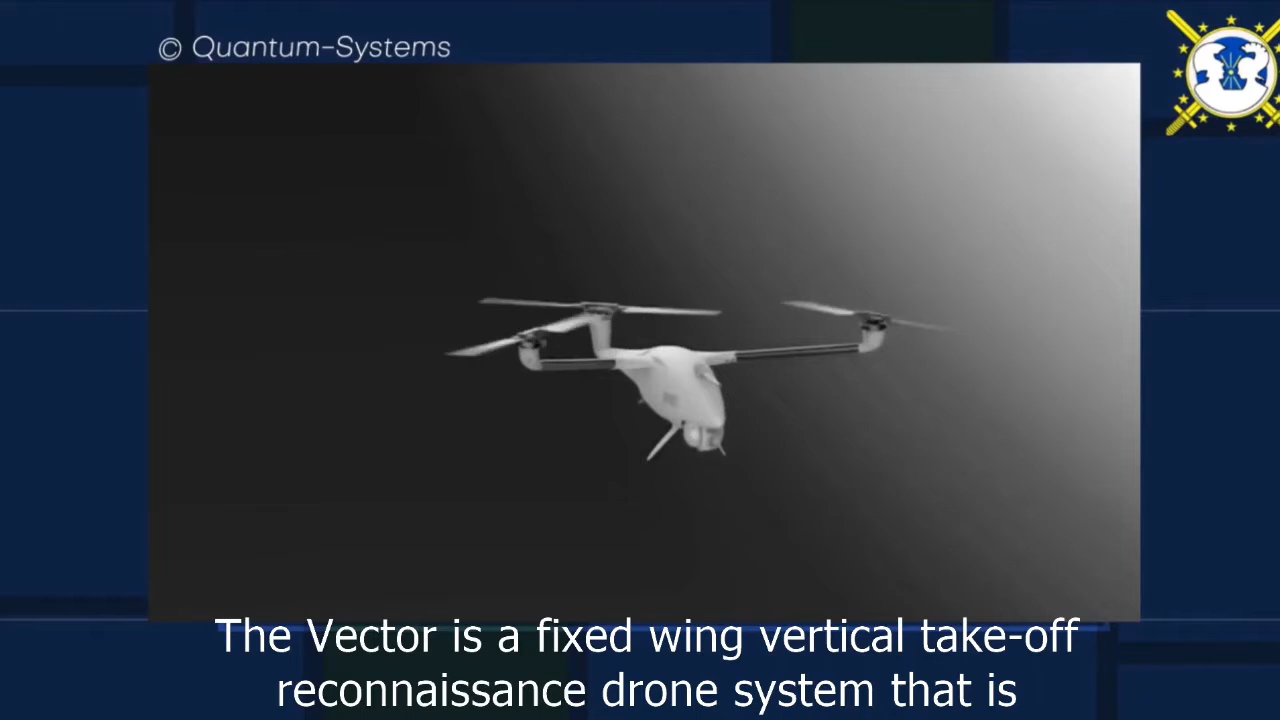 © Quantum-Systems
The Vector is a fixed wing vertical take-off
reconnaissance drone system that is